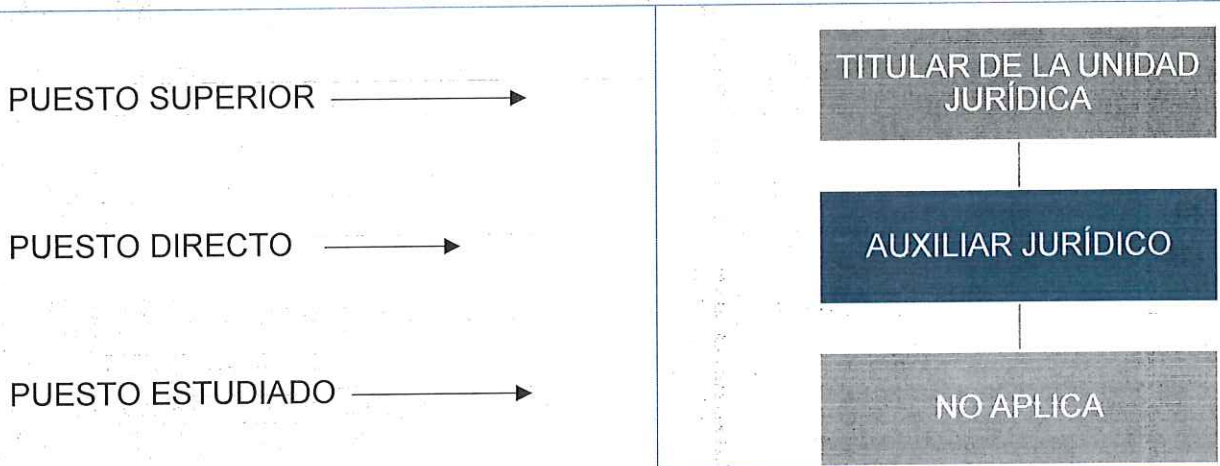 PUESTO SUPERIOR
TITULAR DE LA UNIDAD
JURÍDICA
PUESTO DIRECTO
AUXILIAR JURÍDICO
PUESTO ESTUDIADO
NO APLICA